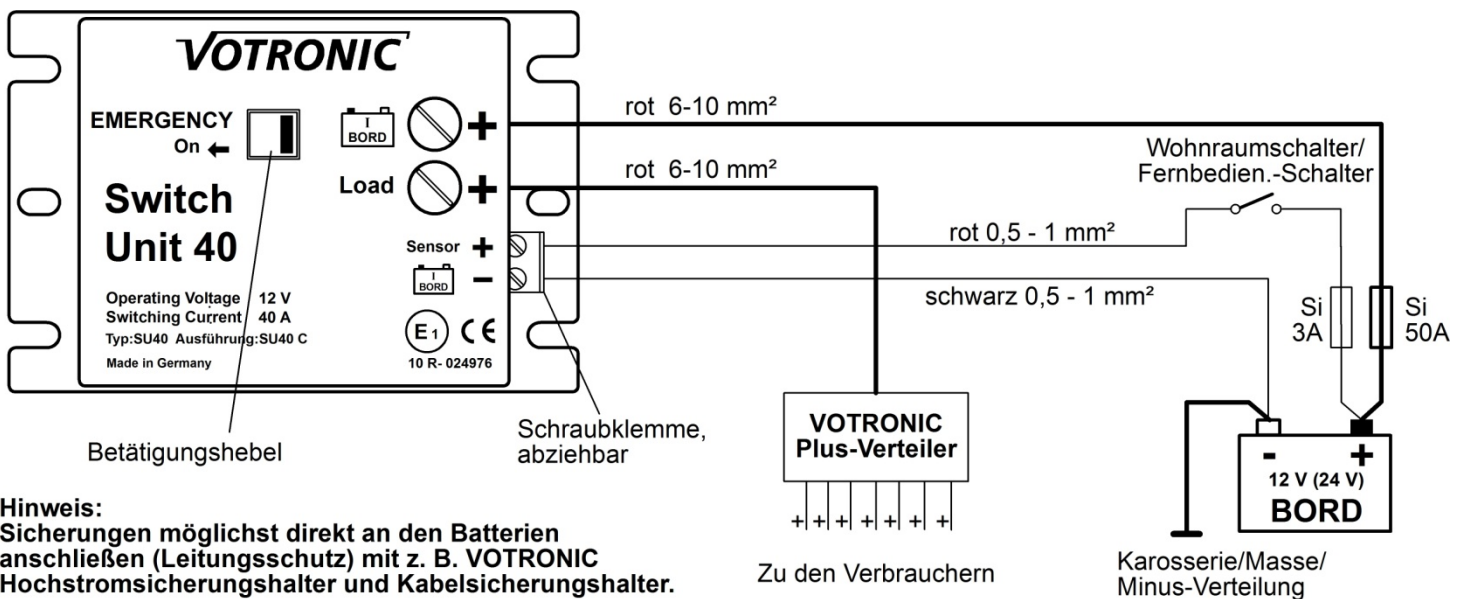 VOTRONIC
EMERGENCY
On
I
BORD
+
Load
+
Switch
Unit 40
Sensor +
I
BORD
−
Operating Voltage 12 V
Switching Current 40 A
Typ:SU40 Ausführung:SU40 C
Made in Germany
E1 CE
10 R- 024976
rot 6-10 mm²
rot 6-10 mm²
Wohnraumschalter/
Fernbedien.-Schalter
rot 0,5 - 1 mm²
schwarz 0,5 - 1 mm²
Si
3A
Si
50A
Betätigungshebel
Schraubklemme,
abziehbar
VOTRONIC
Plus-Verteiler
+ + + + + + +
Zu den Verbrauchern
- +
12 V (24 V)
BORD
Karosserie/Masse/
Minus-Verteilung
Hinweis:
Sicherungen möglichst direkt an den Batterien
anschließen (Leitungsschutz) mit z. B. VOTRONIC
Hochstromsicherungshalter und Kabelsicherungshalter.